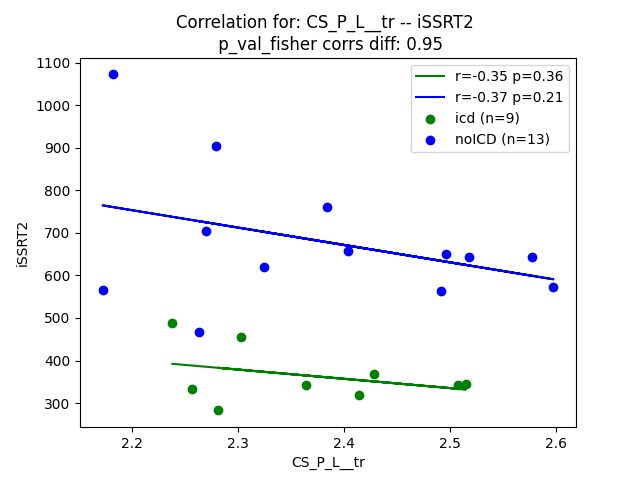 Correlation for: CS_P_L__tr -- iSSRT2
p_val_fisher corrs diff: 0.95
r=-0.35 p=0.36
r=-0.37 p=0.21
icd (n=9)
noICD (n=13)
1100
1000
900
800
700
600
500
400
300
iSSRT2
2.2 2.3 2.4 2.5 2.6
CS_P_L__tr